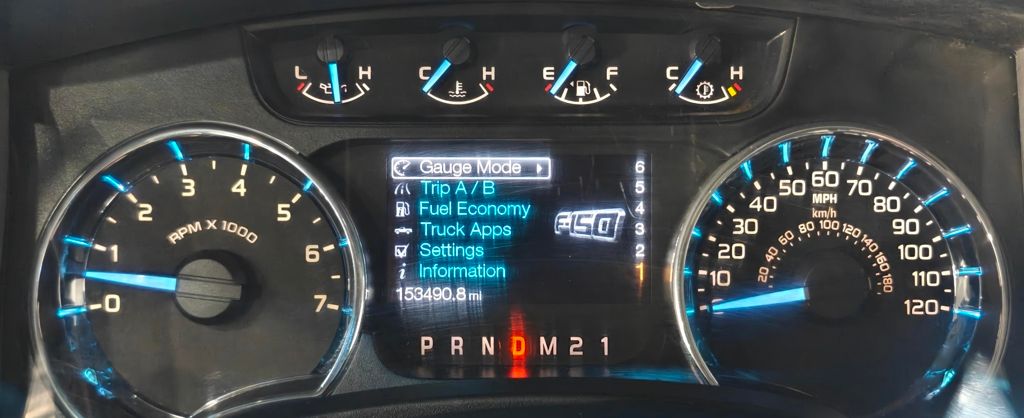 L H
C H
E F
C H
0 1 2 3 4 5 6 7
RPM X 1000
Gauge Mode 6
Trip A / B 5
Fuel Economy 4
Truck Apps 3
Settings 2
i Information 1
F-150
153490.8 mi
P R N D M 2 1
0 10 20 30 40 50 60 70 80 90 100 110 120
MPH
km/h
20 40 60 80 100 120 140 160 180